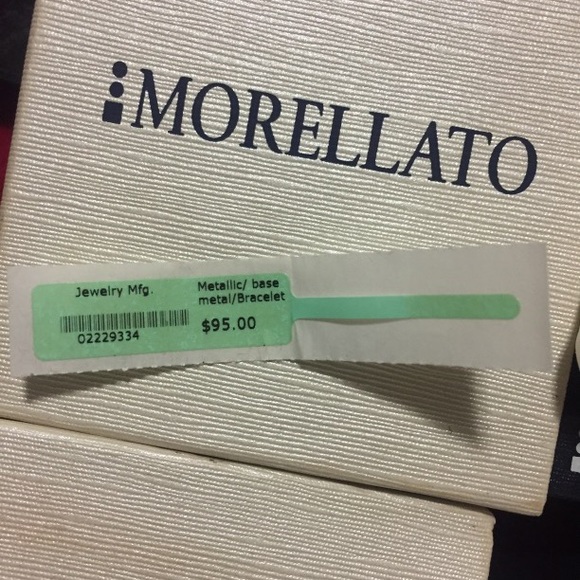 MORELLATO
Jewelry Mfg.
02229334
Metallic/ base
metal/Bracelet
$95.00